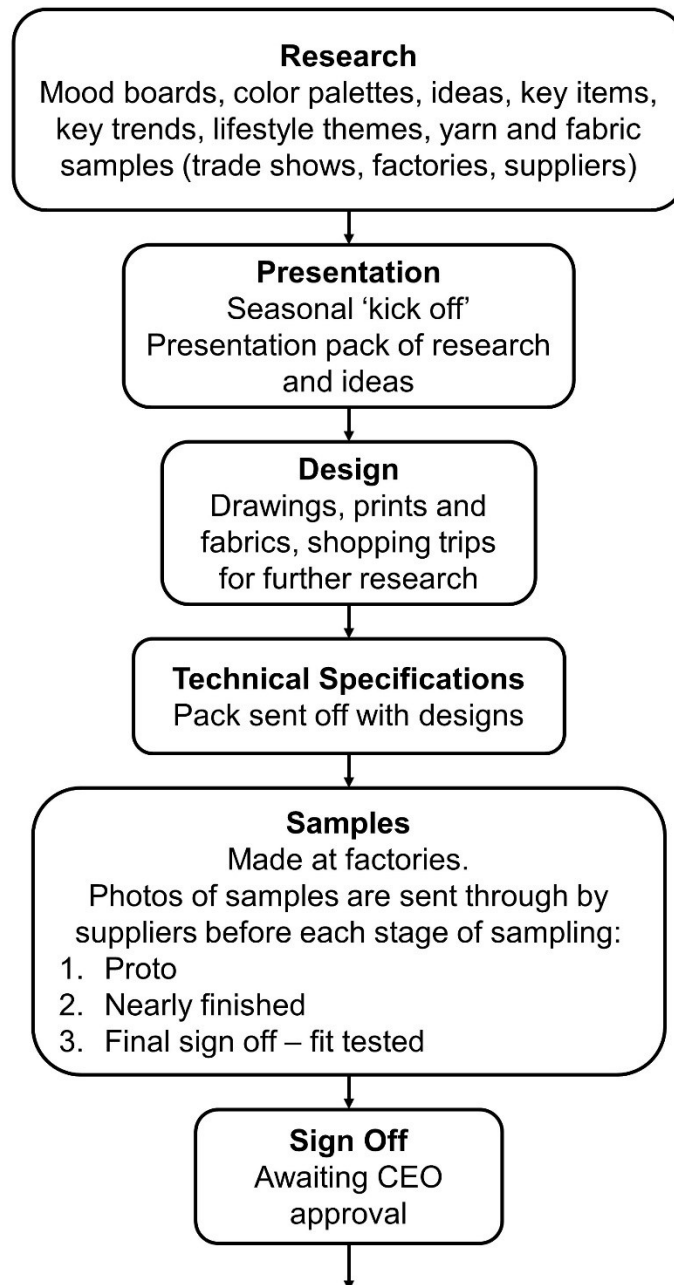 Research
Mood boards, color palettes, ideas, key items,
key trends, lifestyle themes, yarn and fabric
samples (trade shows, factories, suppliers)
Presentation
Seasonal ‘kick off’
Presentation pack of research
and ideas
Design
Drawings, prints and
fabrics, shopping trips
for further research
Technical Specifications
Pack sent off with designs
Samples
Made at factories.
Photos of samples are sent through by
suppliers before each stage of sampling:
1. Proto
2. Nearly finished
3. Final sign off – fit tested
Sign Off
Awaiting CEO
approval